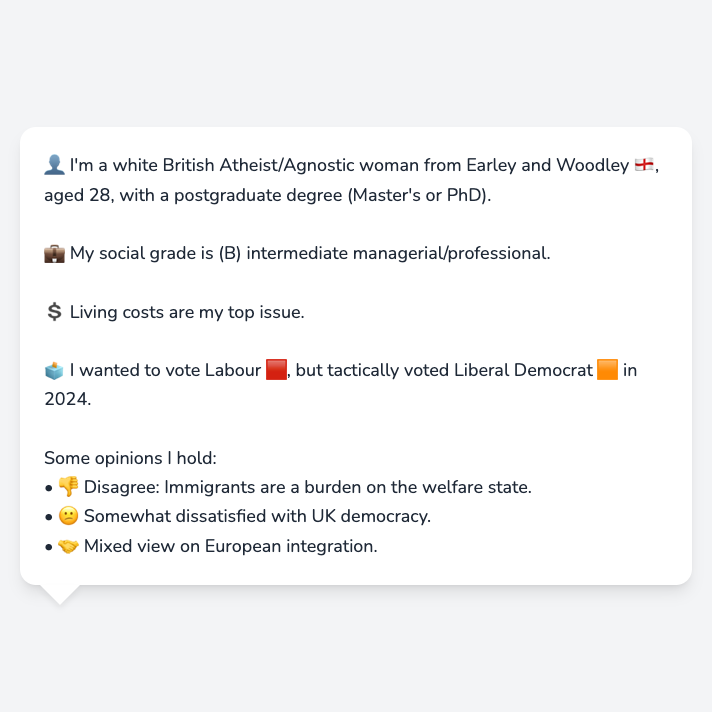 👤 I'm a white British Atheist/Agnostic woman from Earley and Woodley 🏴󠁧󠁢󠁥󠁮󠁧󠁿,
aged 28, with a postgraduate degree (Master's or PhD).
💼 My social grade is (B) intermediate managerial/professional.
💲 Living costs are my top issue.
🗳️ I wanted to vote Labour 🟥, but tactically voted Liberal Democrat 🟧 in
2024.
Some opinions I hold:
• 👎 Disagree: Immigrants are a burden on the welfare state.
• 😕 Somewhat dissatisfied with UK democracy.
• 🤝 Mixed view on European integration.